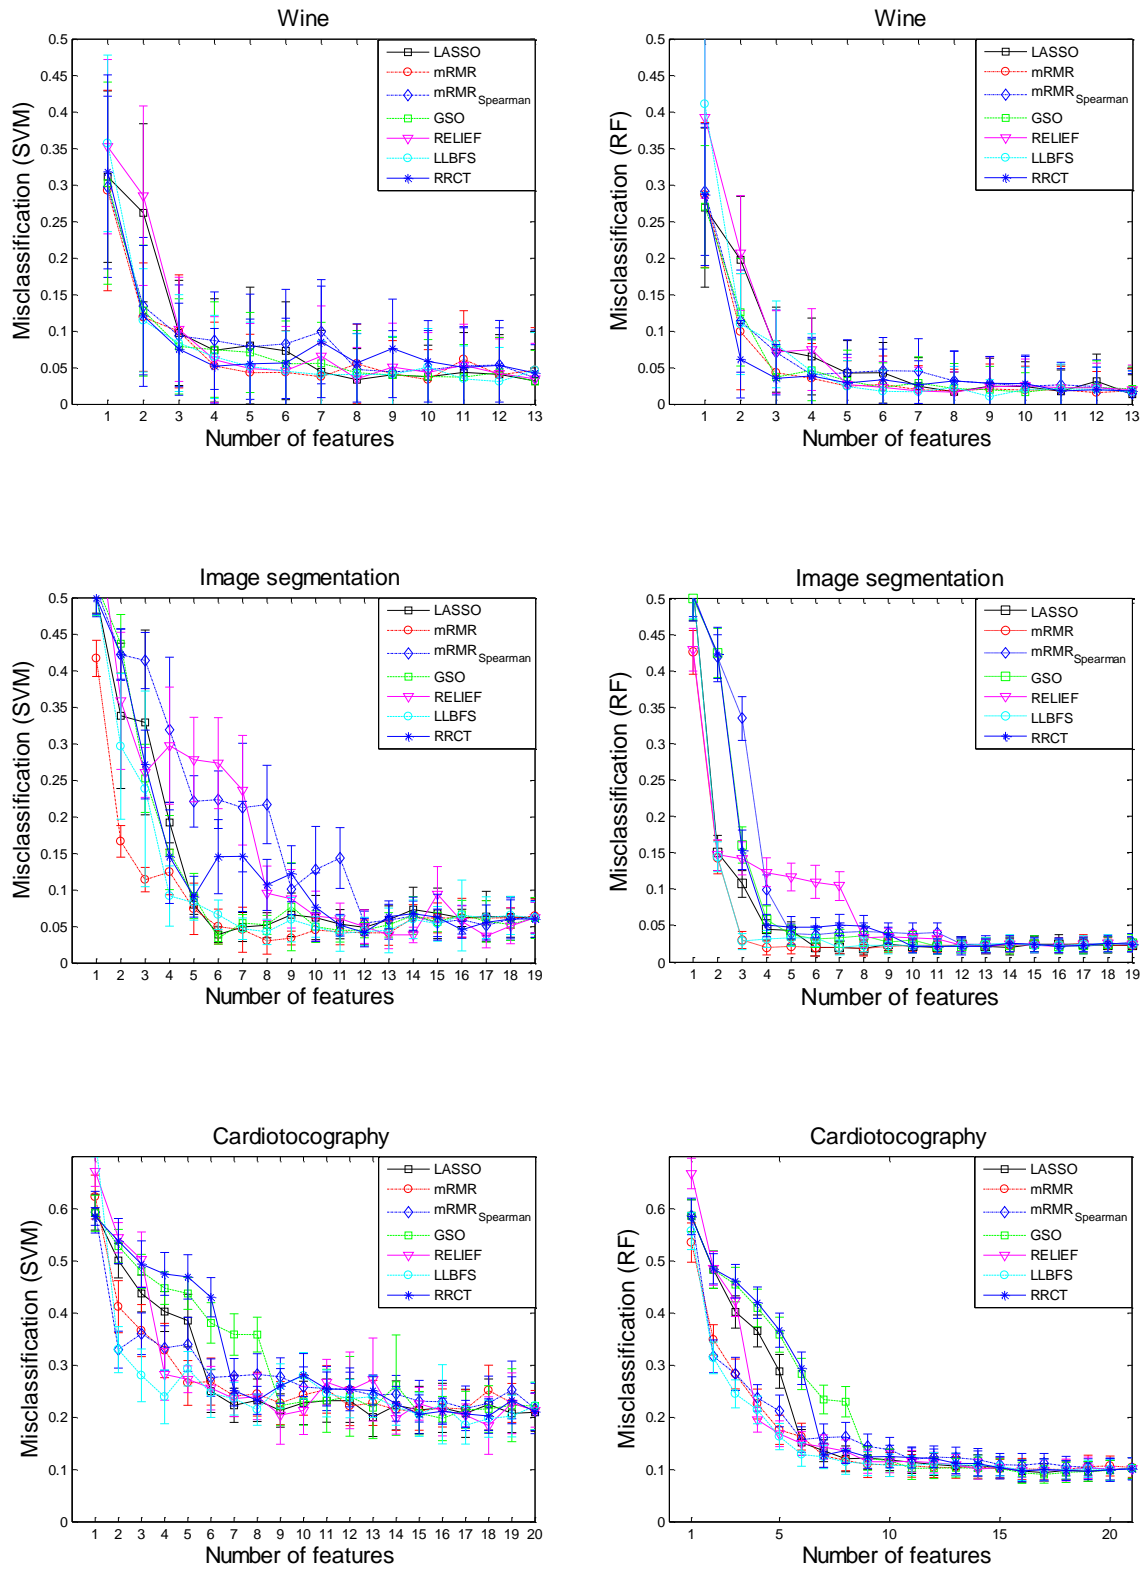 Wine
Misclassification (SVM)
0.5
0.45
0.4
0.35
0.3
0.25
0.2
0.15
0.1
0.05
0
LASSO
mRMR
mRMR Spearman
GSO
RELIEF
LLBFS
RRCT
1 2 3 4 5 6 7 8 9 10 11 12 13
Number of features
Wine
Misclassification (RF)
0.5
0.45
0.4
0.35
0.3
0.25
0.2
0.15
0.1
0.05
0
LASSO
mRMR
mRMR Spearman
GSO
RELIEF
LLBFS
RRCT
1 2 3 4 5 6 7 8 9 10 11 12 13
Number of features
Image segmentation
Misclassification (SVM)
0.5
0.45
0.4
0.35
0.3
0.25
0.2
0.15
0.1
0.05
0
LASSO
mRMR
mRMR Spearman
GSO
RELIEF
LLBFS
RRCT
1 2 3 4 5 6 7 8 9 10 11 12 13 14 15 16 17 18 19
Number of features
Image segmentation
Misclassification (RF)
0.5
0.45
0.4
0.35
0.3
0.25
0.2
0.15
0.1
0.05
0
LASSO
mRMR
mRMR Spearman
GSO
RELIEF
LLBFS
RRCT
1 2 3 4 5 6 7 8 9 10 11 12 13 14 15 16 17 18 19
Number of features
Cardiotocography
Misclassification (SVM)
0.6
0.5
0.4
0.3
0.2
0.1
0
LASSO
mRMR
mRMR Spearman
GSO
RELIEF
LLBFS
RRCT
1 2 3 4 5 6 7 8 9 10 11 12 13 14 15 16 17 18 19 20
Number of features
Cardiotocography
Misclassification (RF)
0.6
0.5
0.4
0.3
0.2
0.1
0
LASSO
mRMR
mRMR Spearman
GSO
RELIEF
LLBFS
RRCT
1 5 10 15 20
Number of features